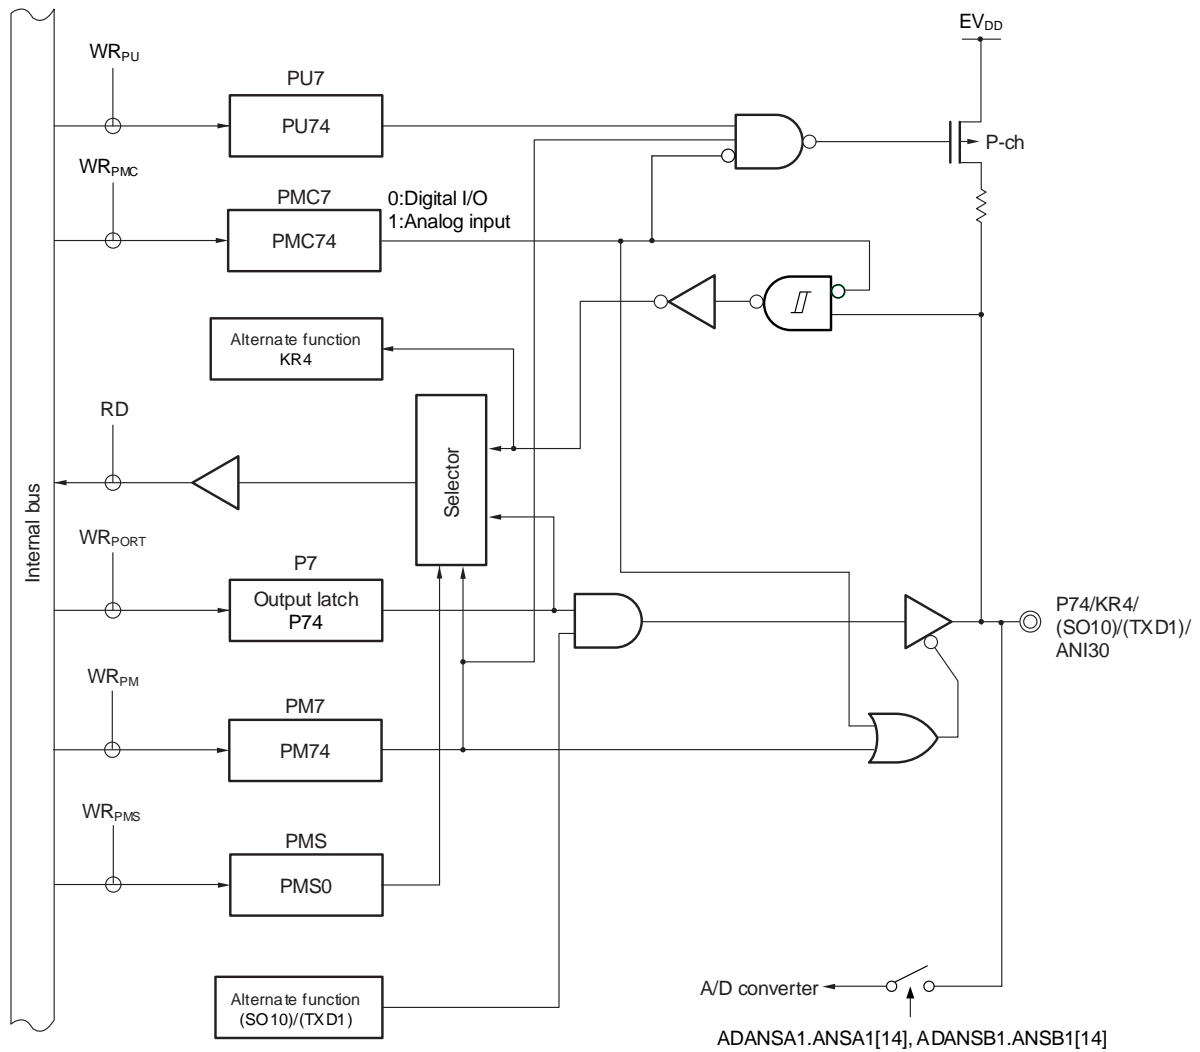 EVDD
WRPU
PU7
PU74
P-ch
WRPMC
PMC7
0:Digital I/O
1:Analog input
PMC74
Alternate function
KR4
RD
Selector
Internal bus
WRPORT
P7
Output latch
P74
P74/KR4/
(SO10)/(TXD1)/
ANI30
WRPM
PM7
PM74
WRPMS
PMS
PMS0
Alternate function
(SO10)/(TXD1)
A/D converter
ADANSA1.ANSA1[14], ADANSB1.ANSB1[14]